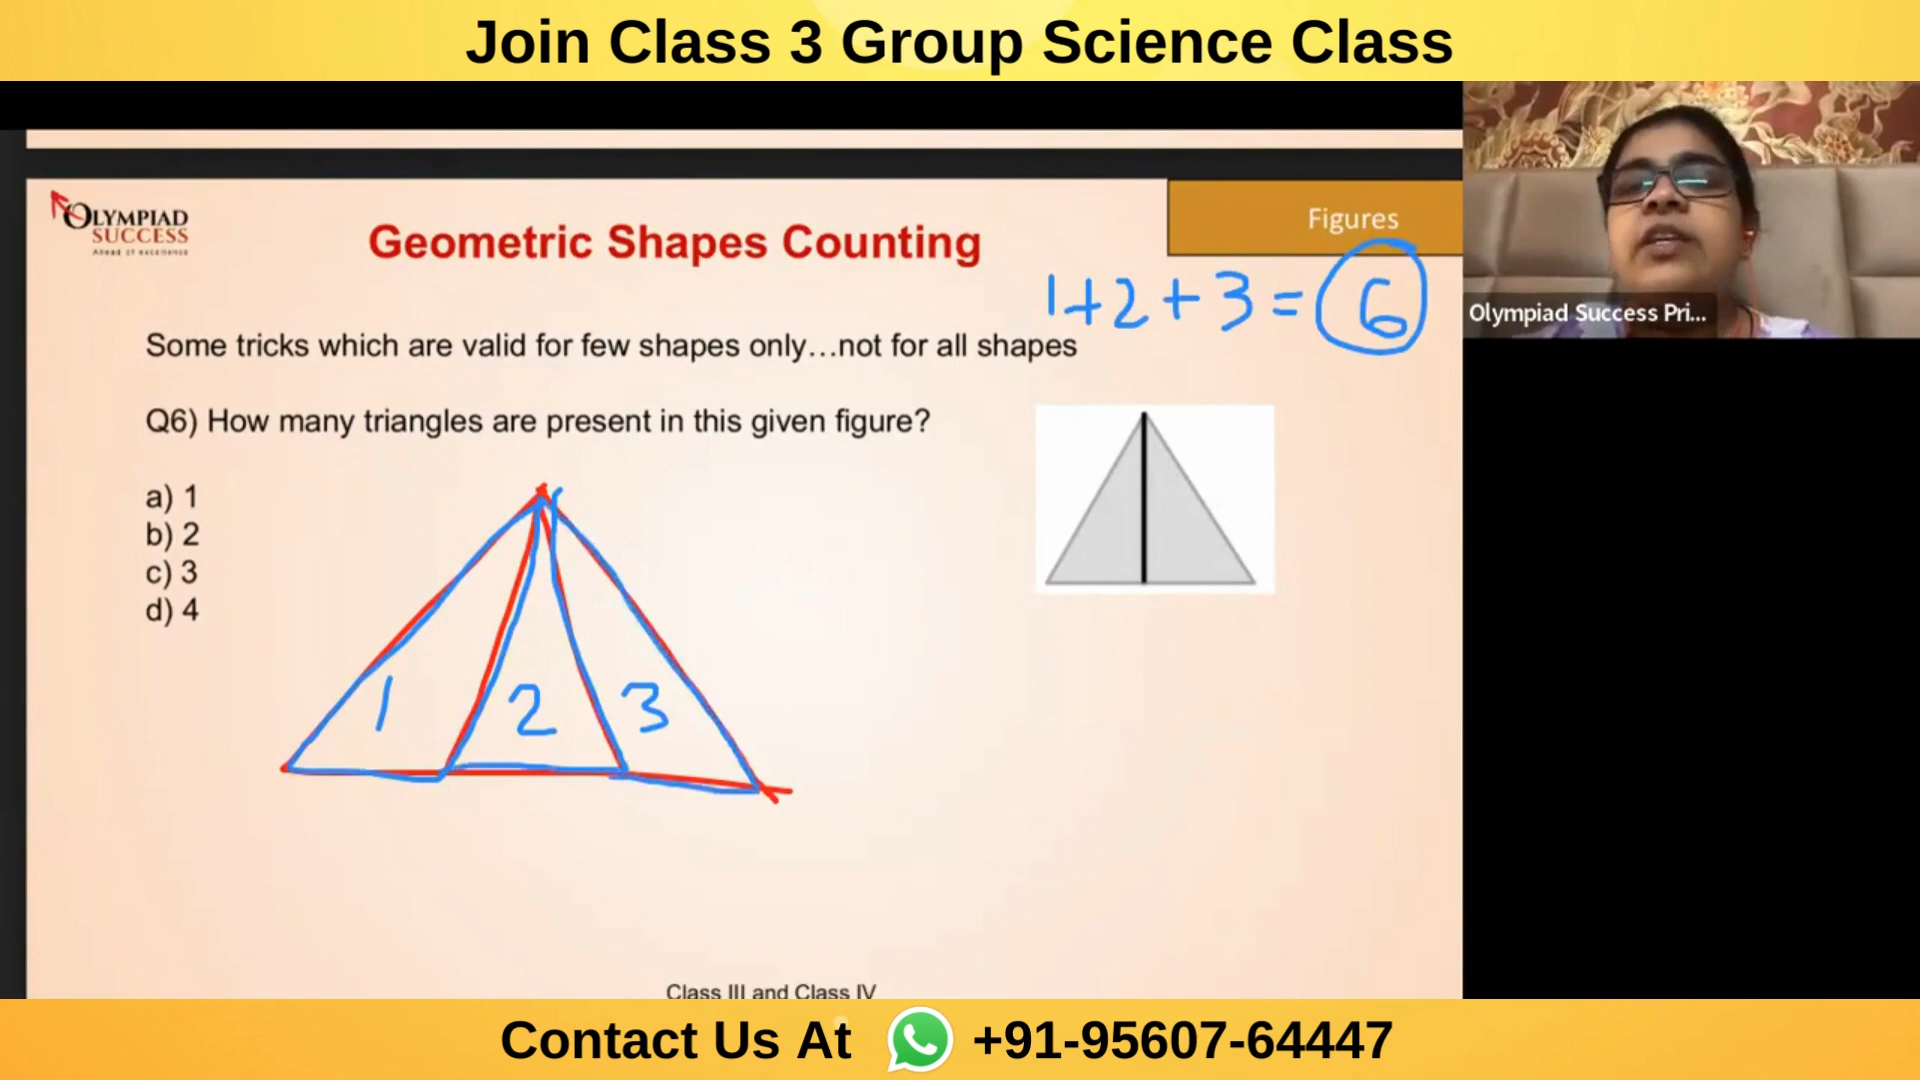 Join Class 3 Group Science Class
OLYMPIAD
SUCCESS
Ahead of excellence
Geometric Shapes Counting
Figures
1+2+3=6
Olympiad Success Pri...
Some tricks which are valid for few shapes only...not for all shapes
Q6) How many triangles are present in this given figure?
a) 1
b) 2
c) 3
d) 4
1 2 3
Class III and Class IV
Contact Us At +91-95607-64447